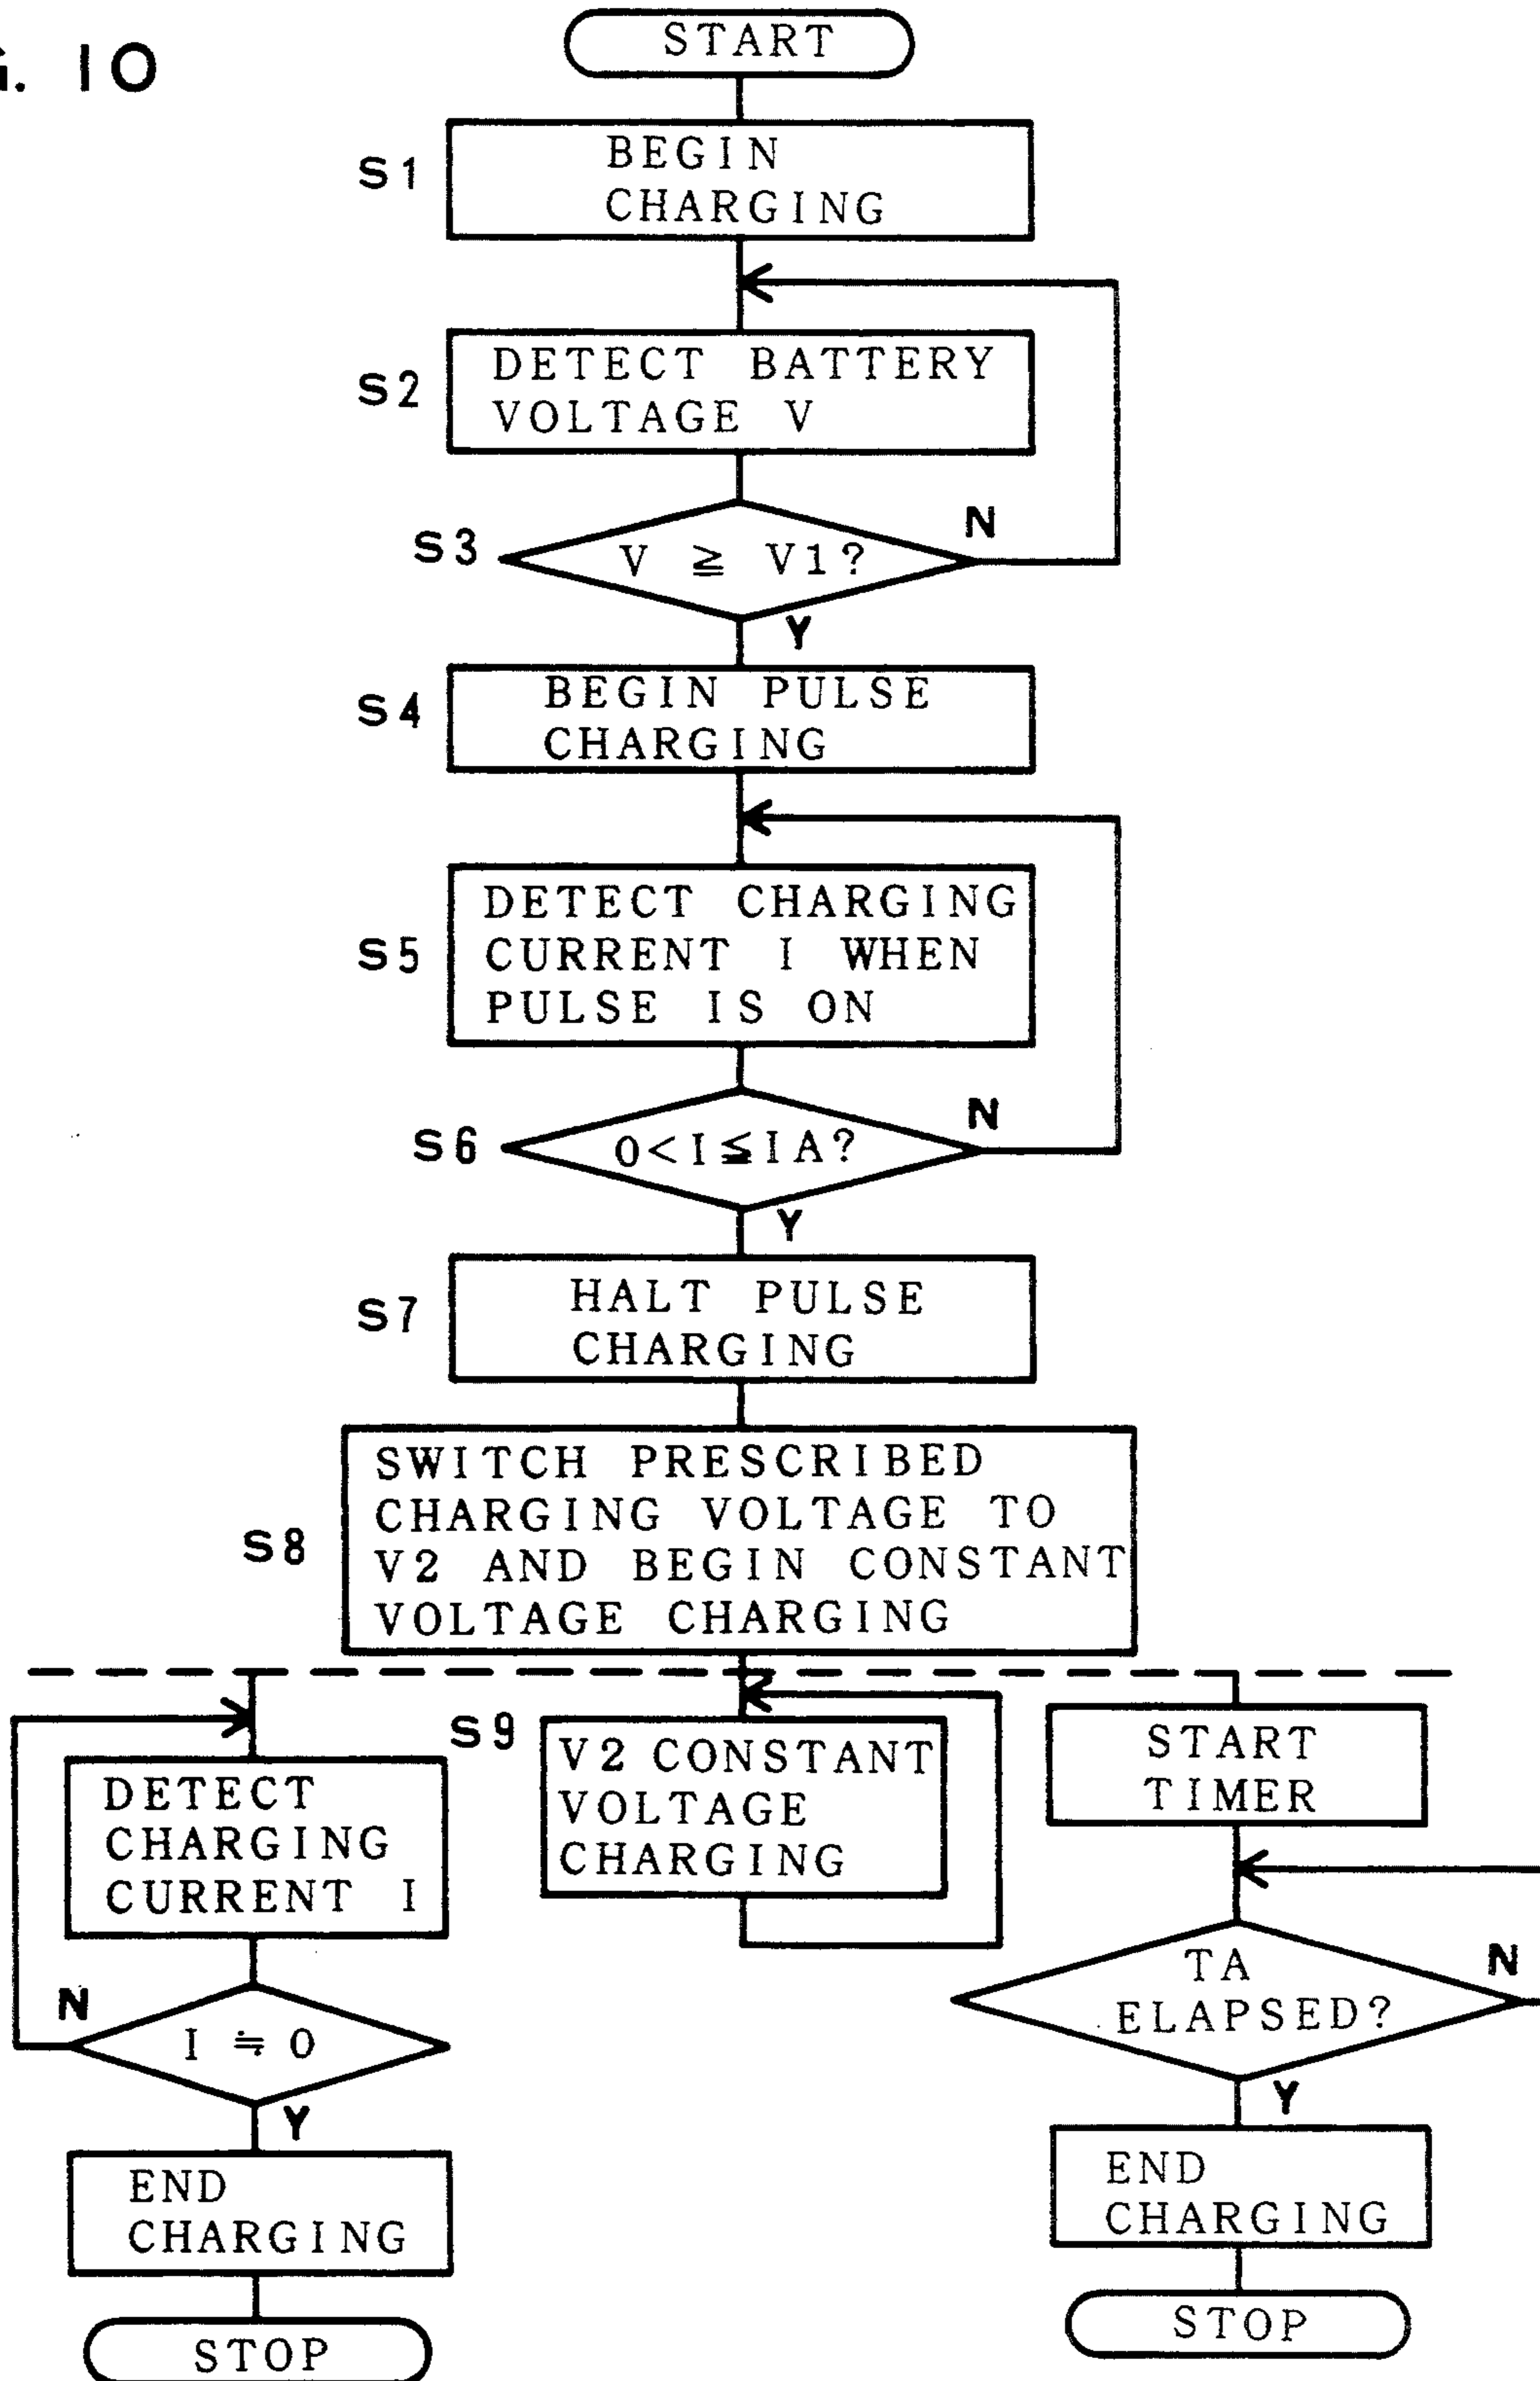 G. 10
START
S1
BEGIN
CHARGING
S2
DETECT BATTERY
VOLTAGE V
S3
V ≧ V1?
N
Y
S4
BEGIN PULSE
CHARGING
S5
DETECT CHARGING
CURRENT I WHEN
PULSE IS ON
S6
0<I≦IA?
N
Y
S7
HALT PULSE
CHARGING
S8
SWITCH PRESCRIBED
CHARGING VOLTAGE TO
V2 AND BEGIN CONSTANT
VOLTAGE CHARGING
DETECT
CHARGING
CURRENT I
N
I ≒ 0
Y
END
CHARGING
STOP
S9
V2 CONSTANT
VOLTAGE
CHARGING
START
TIMER
TA
ELAPSED?
N
Y
END
CHARGING
STOP